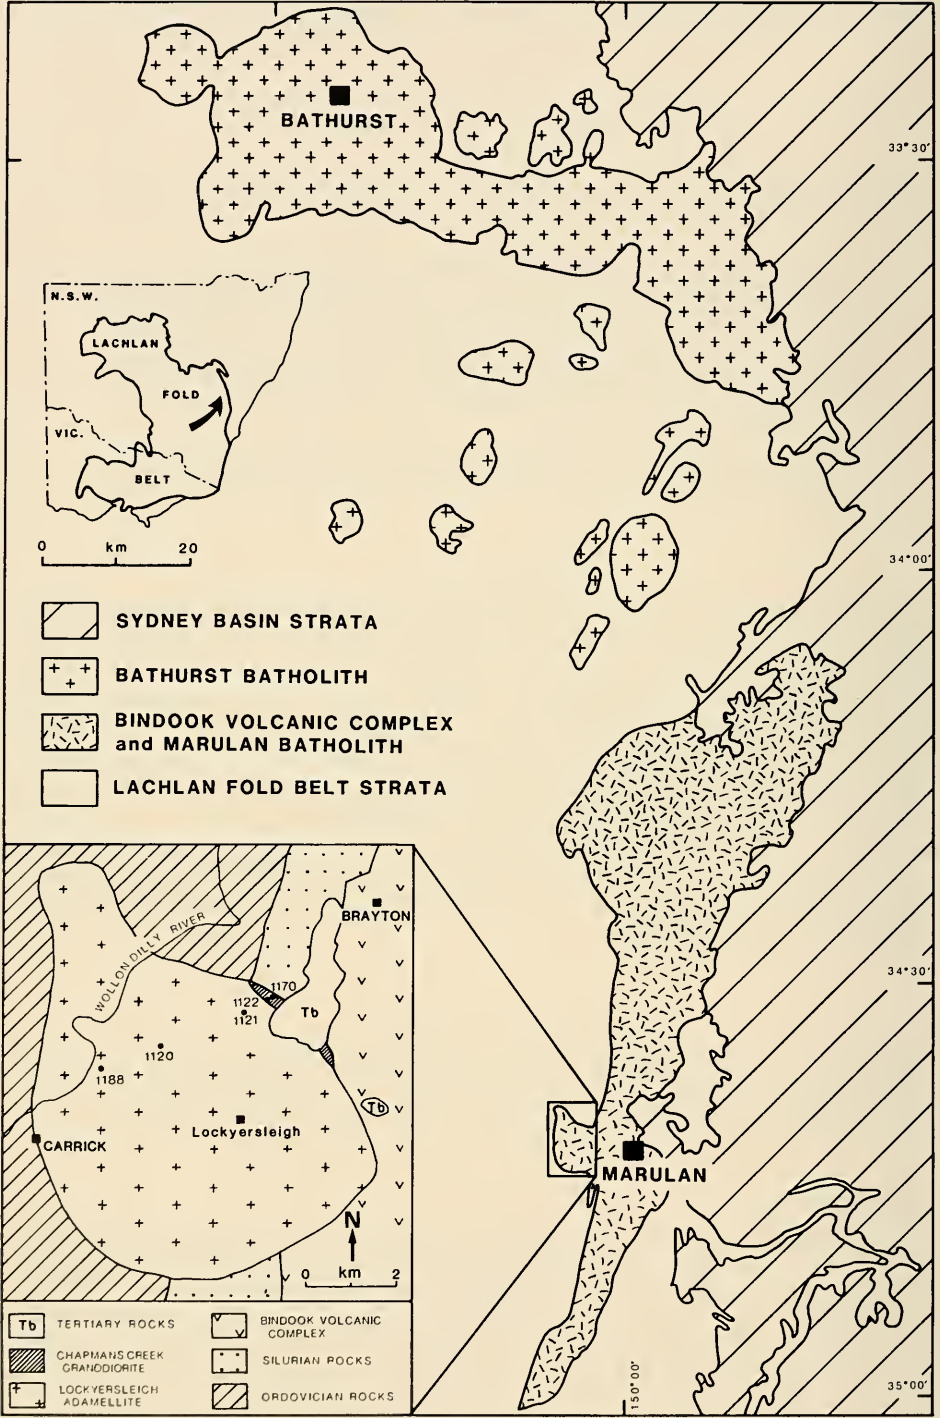 BATHURST
33°30'
N.S.W.
LACHLAN
FOLD
VIC.
BELT
0 km 20
34°00'
SYDNEY BASIN STRATA
BATHURST BATHOLITH
BINDOOK VOLCANIC COMPLEX
and MARULAN BATHOLITH
LACHLAN FOLD BELT STRATA
BRAYTON
WOLLONDILLY RIVER
34°30'
1170
1122
1121
Tb
1120
1188
Tb
Lockyersleigh
CARRICK
MARULAN
N
0 km 2
Tb TERTIARY ROCKS
CHAPMANS CREEK
GRANODIORITE
LOCKYERSLEIGH
ADAMELLITE
BINDOOK VOLCANIC
COMPLEX
SILURIAN ROCKS
ORDOVICIAN ROCKS
150°00'
35°00'